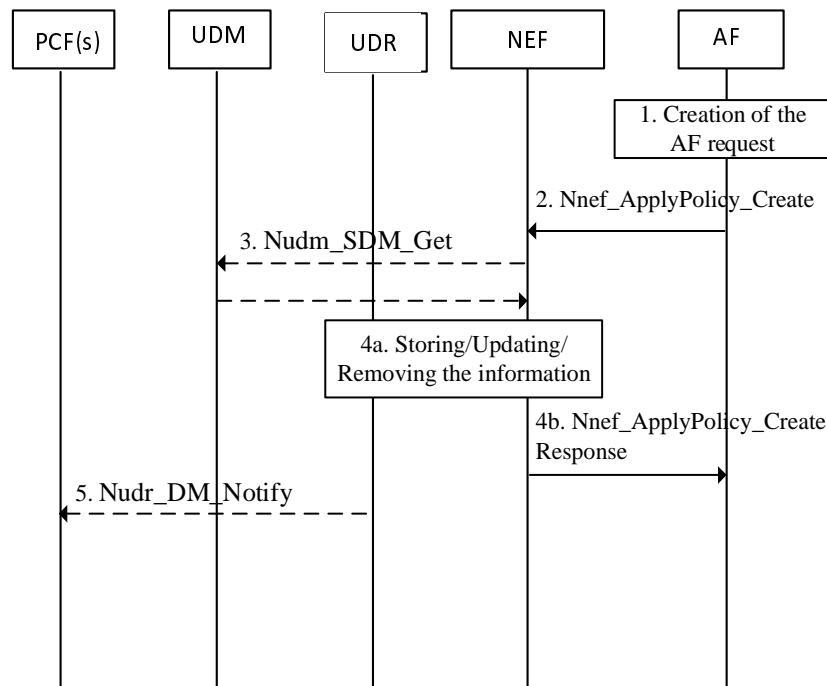 PCF(s)
UDM
UDR
NEF
AF
1. Creation of the
AF request
2. Nnef_ApplyPolicy_Create
3. Nudm_SDM_Get
4a. Storing/Updating/
Removing the information
4b. Nnef_ApplyPolicy_Create
Response
5. Nudr_DM_Notify